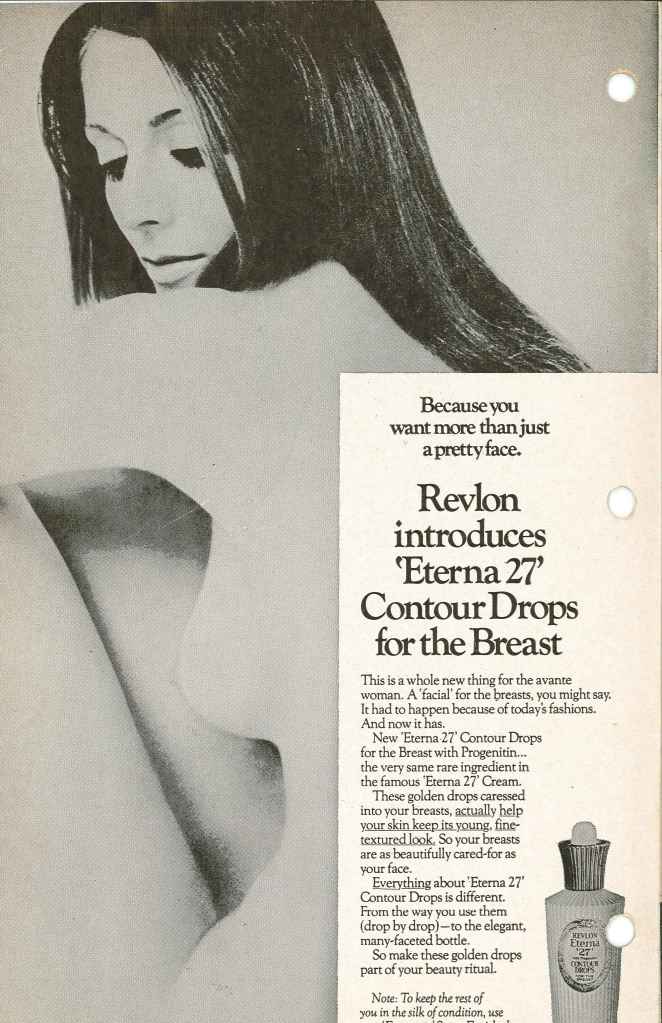 Because you
want more than just
a pretty face.
Revlon
introduces
'Eterna 27'
Contour Drops
for the Breast
This is a whole new thing for the avante
woman. A 'facial' for the breasts, you might say.
It had to happen because of today's fashions.
And now it has.
New 'Eterna 27' Contour Drops
for the Breast with Progenitin...
the very same rare ingredient in
the famous 'Eterna 27' Cream.
These golden drops caressed
into your breasts, actually help
your skin keep its young, fine-
textured look. So your breasts
are as beautifully cared-for as
your face.
Everything about 'Eterna 27'
Contour Drops is different.
From the way you use them
(drop by drop)—to the elegant,
many-faceted bottle.
So make these golden drops
part of your beauty ritual.
Note: To keep the rest of
you in the silk of condition, use
REVLON
Eterna
'27'
CONTOUR
DROPS